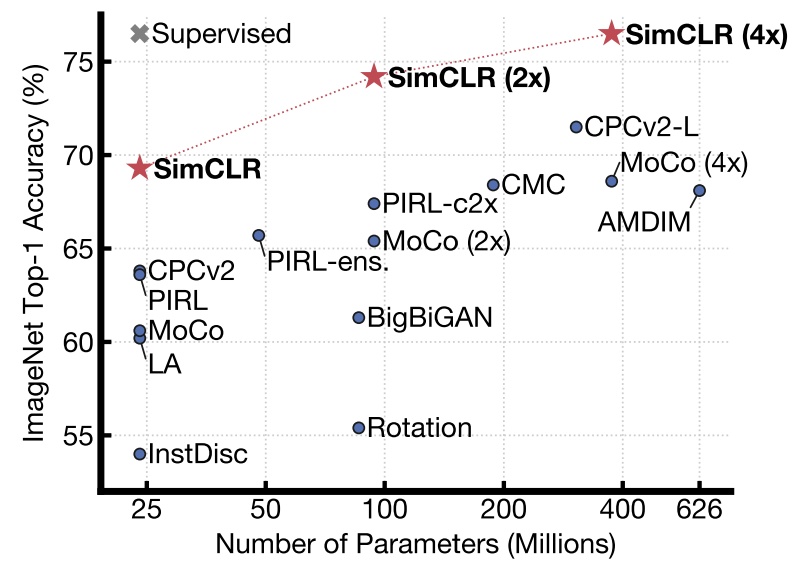 Supervised
SimCLR (4x)
75
SimCLR (2x)
CPCv2-L
70
SimCLR
MoCo (4x)
CMC
PIRL-c2x
AMDIM
65
MoCo (2x)
PIRL-ens.
CPCv2
PIRL
BigBiGAN
MoCo
60
LA
Rotation
55
InstDisc
25 50 100 200 400 626
Number of Parameters (Millions)
ImageNet Top-1 Accuracy (%)